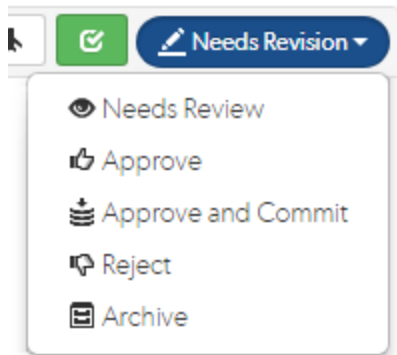 Needs Revision
Needs Review
Approve
Approve and Commit
Reject
Archive